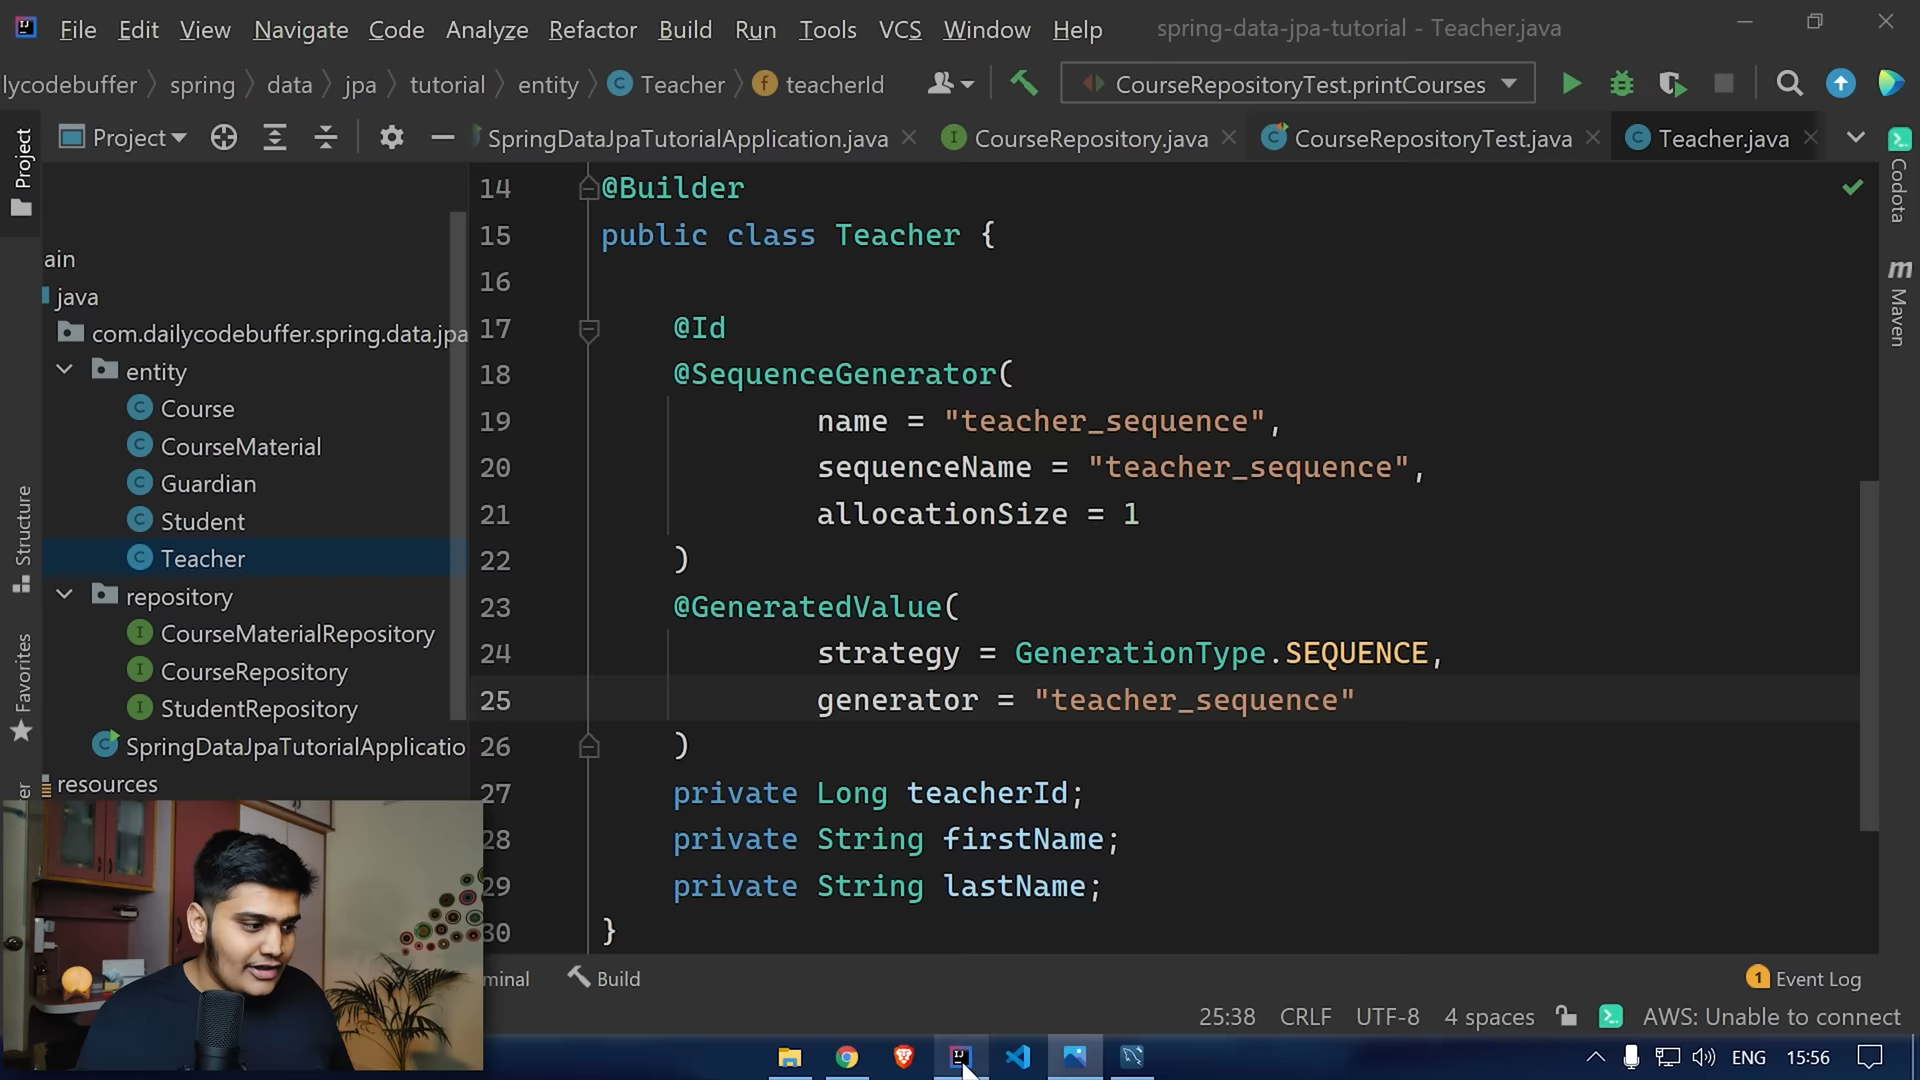 File Edit View Navigate Code Analyze Refactor Build Run Tools VCS Window Help spring-data-jpa-tutorial - Teacher.java
lycodebuffer spring data jpa tutorial entity Teacher teacherId CourseRepositoryTest.printCourses
Project SpringDataJpaTutorialApplication.java CourseRepository.java CourseRepositoryTest.java Teacher.java
Project
Structure
Favorites
er
ain
java
com.dailycodebuffer.spring.data.jpa
entity
Course
CourseMaterial
Guardian
Student
Teacher
repository
CourseMaterialRepository
CourseRepository
StudentRepository
SpringDataJpaTutorialApplicatio
resources
14 @Builder
15 public class Teacher {
16
17 @Id
18 @SequenceGenerator(
19 name = "teacher_sequence",
20 sequenceName = "teacher_sequence",
21 allocationSize = 1
22 )
23 @GeneratedValue(
24 strategy = GenerationType.SEQUENCE,
25 generator = "teacher_sequence"
26 )
27 private Long teacherId;
28 private String firstName;
29 private String lastName;
30 }
Codota
m Maven
minal Build 1 Event Log
25:38 CRLF UTF-8 4 spaces AWS: Unable to connect
ENG 15:56